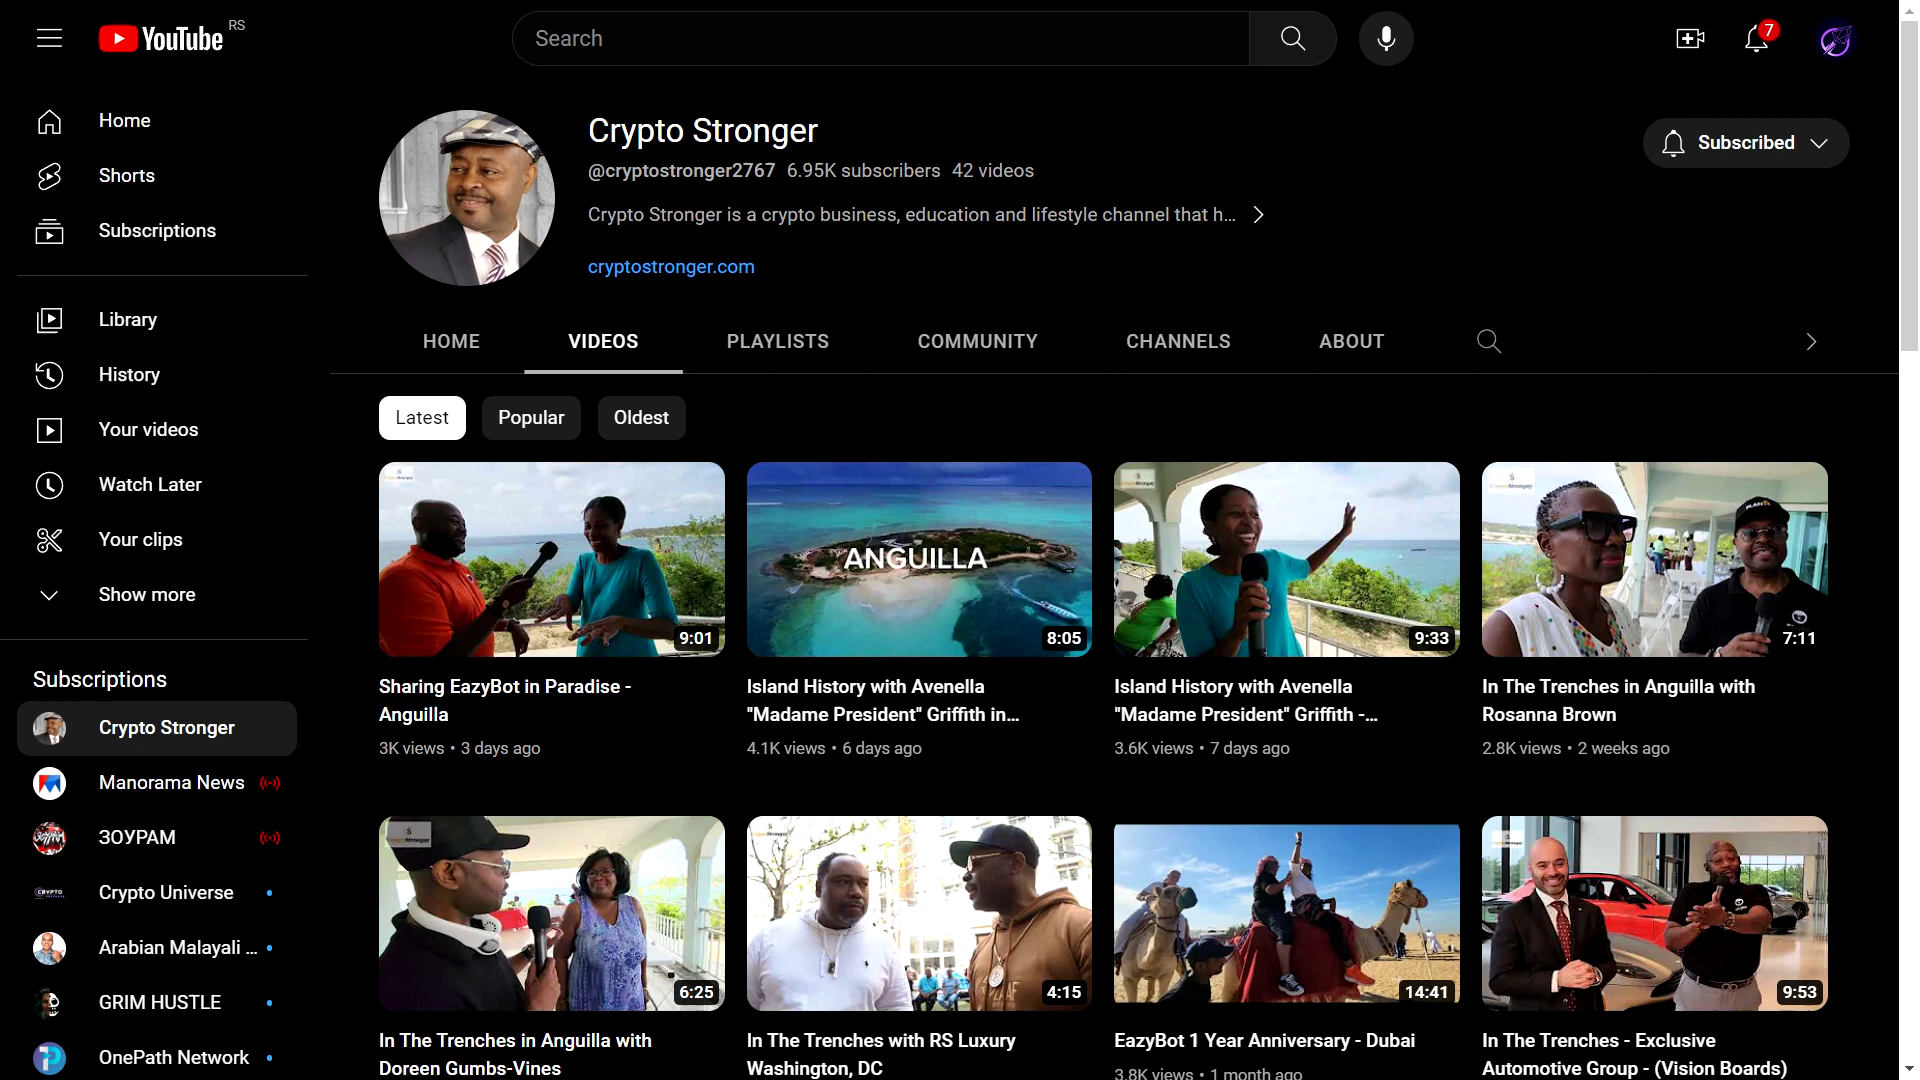 YouTube RS
Search
7
Home
Shorts
Subscriptions
Library
History
Your videos
Watch Later
Your clips
Show more
Subscriptions
Crypto Stronger
Manorama News
ЗОУРАМ
Crypto Universe
Arabian Malayali ...
GRIM HUSTLE
OnePath Network
Crypto Stronger
@cryptostronger2767 6.95K subscribers 42 videos
Crypto Stronger is a crypto business, education and lifestyle channel that h...
cryptostronger.com
Subscribed
HOME VIDEOS PLAYLISTS COMMUNITY CHANNELS ABOUT
Latest Popular Oldest
9:01
Sharing EazyBot in Paradise -
Anguilla
3K views • 3 days ago
ANGUILLA
8:05
Island History with Avenella
"Madame President" Griffith in...
4.1K views • 6 days ago
9:33
Island History with Avenella
"Madame President" Griffith -...
3.6K views • 7 days ago
7:11
In The Trenches in Anguilla with
Rosanna Brown
2.8K views • 2 weeks ago
6:25
In The Trenches in Anguilla with
Doreen Gumbs-Vines
4:15
In The Trenches with RS Luxury
Washington, DC
14:41
EazyBot 1 Year Anniversary - Dubai
3.8K views • 1 month ago
9:53
In The Trenches - Exclusive
Automotive Group - (Vision Boards)